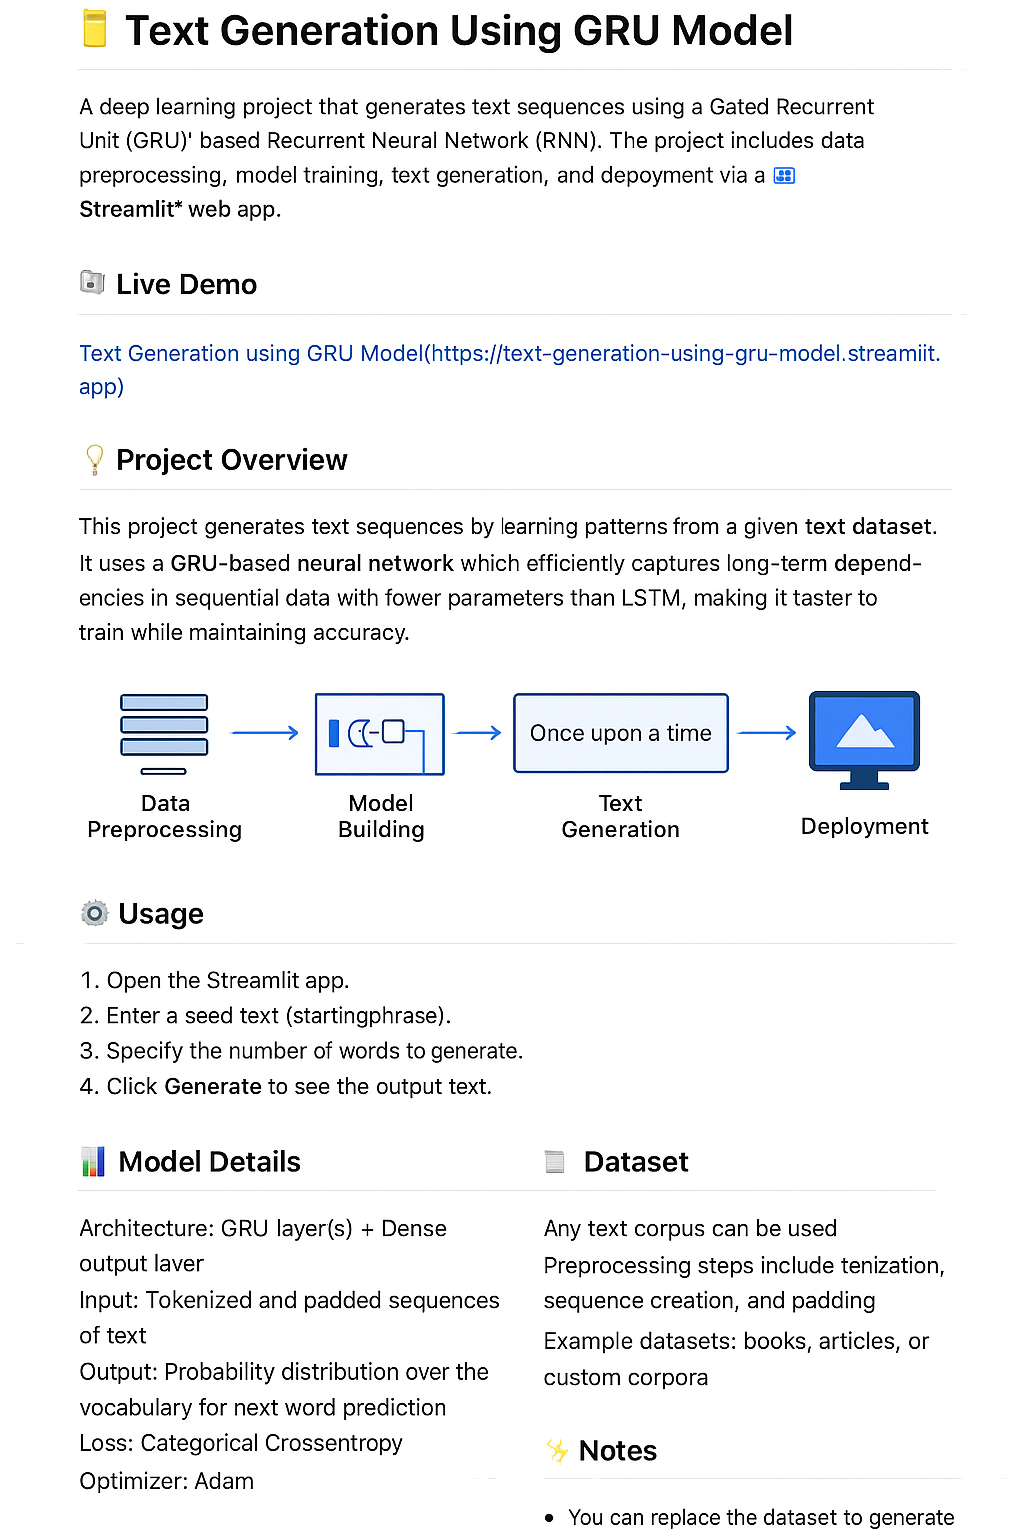 Text Generation Using GRU Model
A deep learning project that generates text sequences using a Gated Recurrent
Unit (GRU)' based Recurrent Neural Network (RNN). The project includes data
preprocessing, model training, text generation, and depoyment via a
Streamlit* web app.
Live Demo
Text Generation using GRU Model(https://text-generation-using-gru-model.streamiit.
app)
Project Overview
This project generates text sequences by learning patterns from a given text dataset.
It uses a GRU-based neural network which efficiently captures long-term depend-
encies in sequential data with fower parameters than LSTM, making it taster to
train while maintaining accuracy.
Once upon a time
Data
Preprocessing
Model
Building
Text
Generation
Deployment
Usage
1. Open the Streamlit app.
2. Enter a seed text (startingphrase).
3. Specify the number of words to generate.
4. Click Generate to see the output text.
Model Details
Architecture: GRU layer(s) + Dense
output laver
Input: Tokenized and padded sequences
of text
Output: Probability distribution over the
vocabulary for next word prediction
Loss: Categorical Crossentropy
Optimizer: Adam
Dataset
Any text corpus can be used
Preprocessing steps include tenization,
sequence creation, and padding
Example datasets: books, articles, or
custom corpora
Notes
• You can replace the dataset to generate